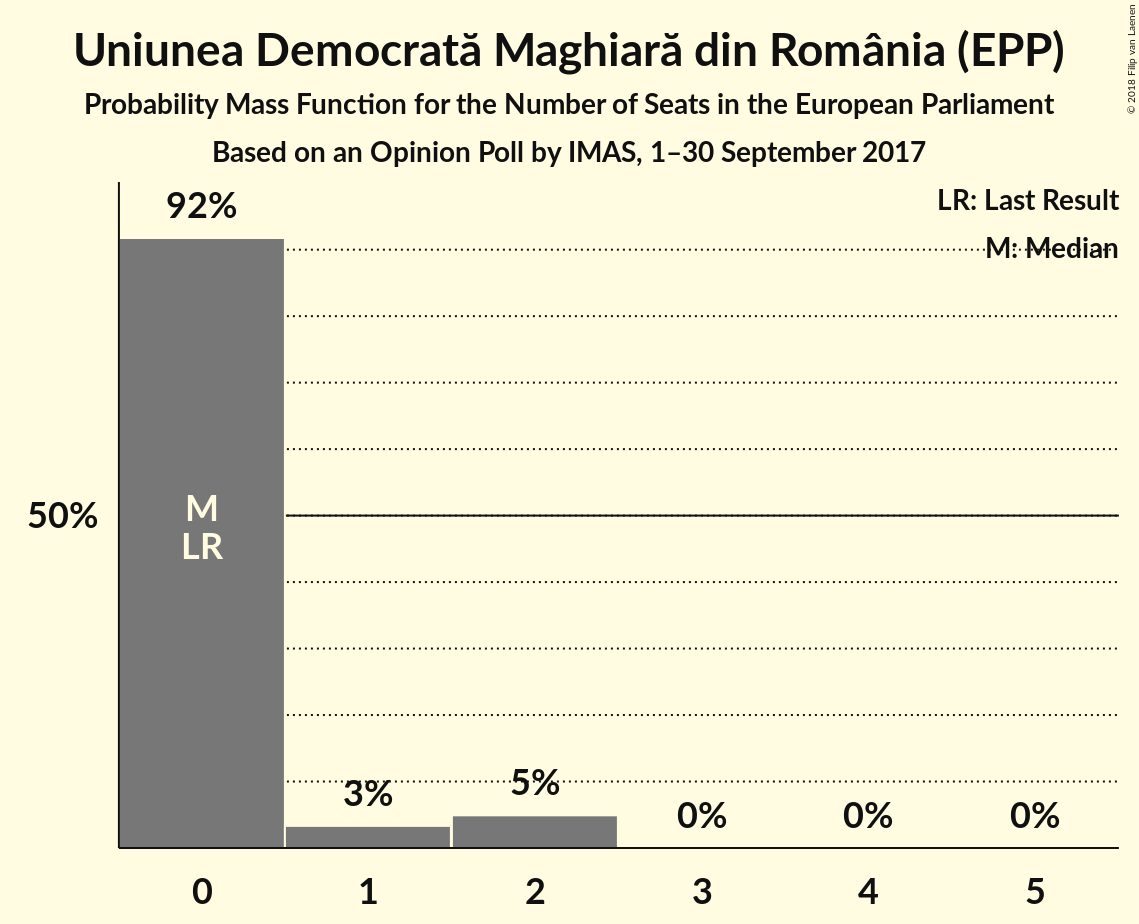 Uniunea Democrată Maghiară din România (EPP)
Probability Mass Function for the Number of Seats in the European Parliament
Based on an Opinion Poll by IMAS, 1–30 September 2017
© 2018 Filip van Laenen
LR: Last Result
M: Median
92%
50%
M
LR
3%
5%
0%
0%
0%
0
1
2
3
4
5